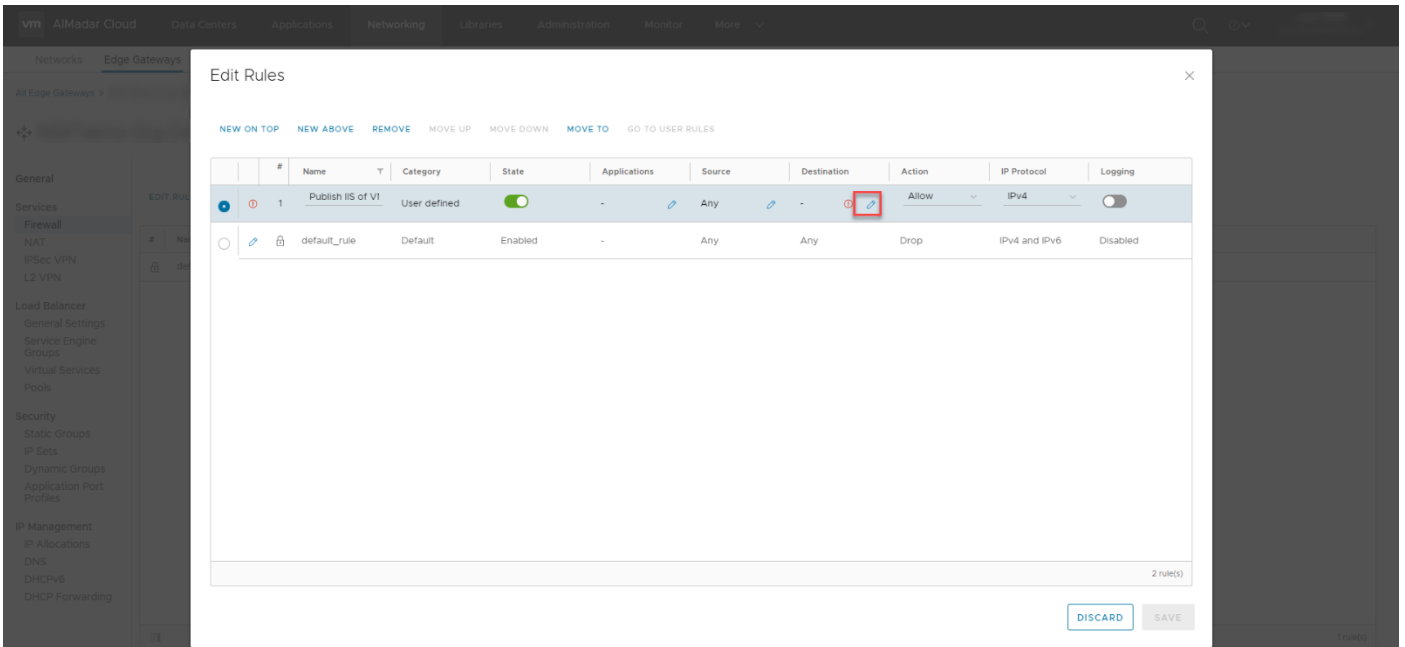 vm AlMadar Cloud Data Centers Applications Networking Libraries Administration Monitor More
Networks Edge Gateways
All Edge Gateways >
General
Services
Firewall
NAT
IPSec VPN
L2 VPN
Load Balancer
General Settings
Service Engine
Groups
Virtual Services
Pools
Security
Static Groups
IP Sets
Dynamic Groups
Application Port
Profiles
IP Management
IP Allocations
DNS
DHCPv6
DHCP Forwarding
EDIT RUL
#
Edit Rules
NEW ON TOP NEW ABOVE REMOVE MOVE UP MOVE DOWN MOVE TO GO TO USER RULES
# Name Category State Applications Source Destination Action IP Protocol Logging
1 Publish IIS of V1 User defined - Any - Allow IPv4
default_rule Default Enabled - Any Any Drop IPv4 and IPv6 Disabled
2 rule(s)
DISCARD SAVE
1 rule(s)